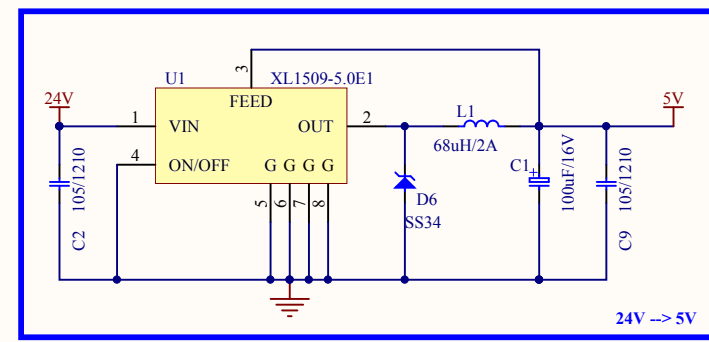 U1
XL1509-5.0E1
3
FEED
24V
1
VIN
OUT
2
4
ON/OFF
G G G G
5
6
7
8
L1
68uH/2A
5V
C1
+
100uF/16V
105/1210
C2
D6
SS34
105/1210
C9
24V --> 5V